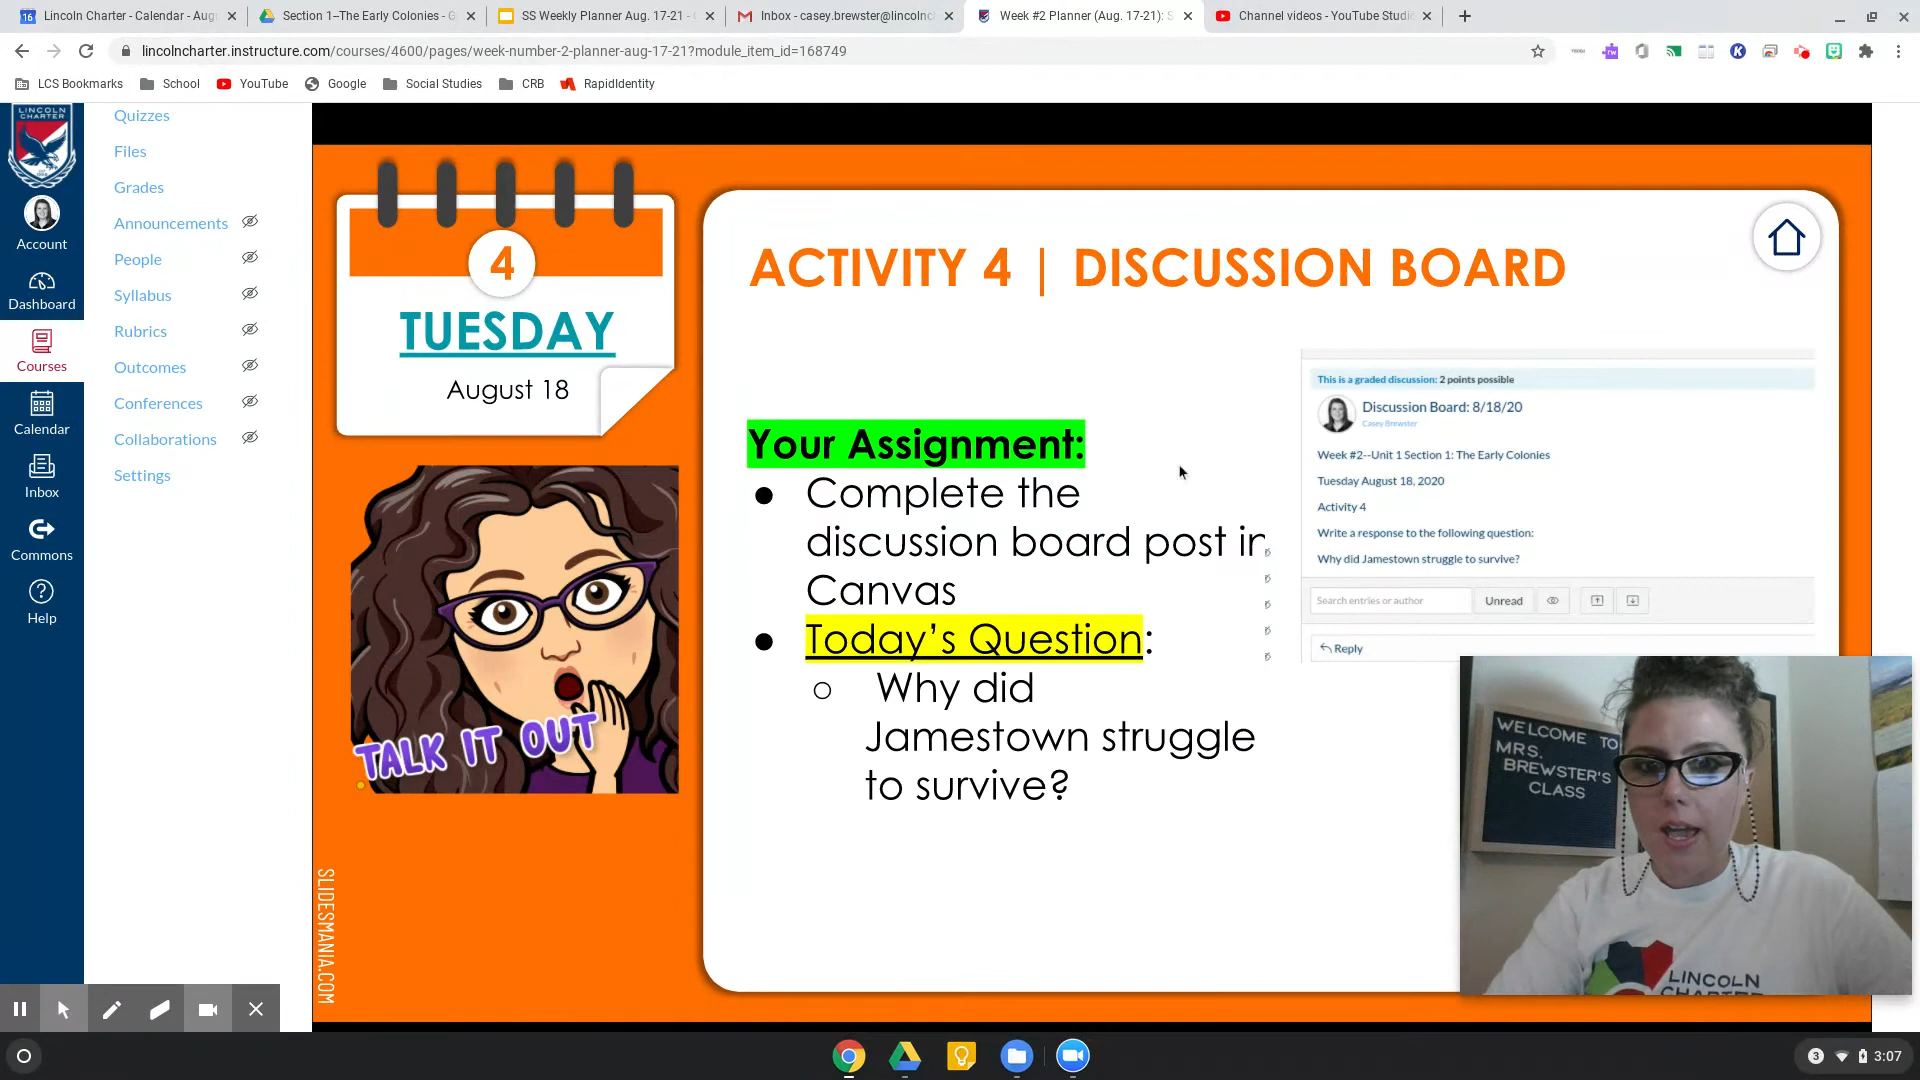 16 Lincoln Charter - Calendar - Aug
Section 1--The Early Colonies - G
SS Weekly Planner Aug. 17-21 -
Inbox - casey.brewster@lincolnch
Week #2 Planner (Aug. 17-21): S
Channel videos - YouTube Studio
lincolncharter.instructure.com/courses/4600/pages/week-number-2-planner-aug-17-21?module_item_id=168749
LCS Bookmarks School YouTube Google Social Studies CRB RapidIdentity
LINCOLN
CHARTER
Account
Dashboard
Courses
Calendar
Inbox
Commons
Help
Quizzes
Files
Grades
Announcements
People
Syllabus
Rubrics
Outcomes
Conferences
Collaborations
Settings
4
TUESDAY
August 18
TALK IT OUT
SLIDESMANIA.COM
ACTIVITY 4 | DISCUSSION BOARD
Your Assignment:
● Complete the
discussion board post in
Canvas
● Today's Question:
○ Why did
Jamestown struggle
to survive?
This is a graded discussion: 2 points possible
Discussion Board: 8/18/20
Casey Brewster
Week #2--Unit 1 Section 1: The Early Colonies
Tuesday August 18, 2020
Activity 4
Write a response to the following question:
Why did Jamestown struggle to survive?
Search entries or author Unread
Reply
WELCOME TO
MRS.
BREWSTER'S
CLASS
LINCOLN
CHARTER
3 3:07